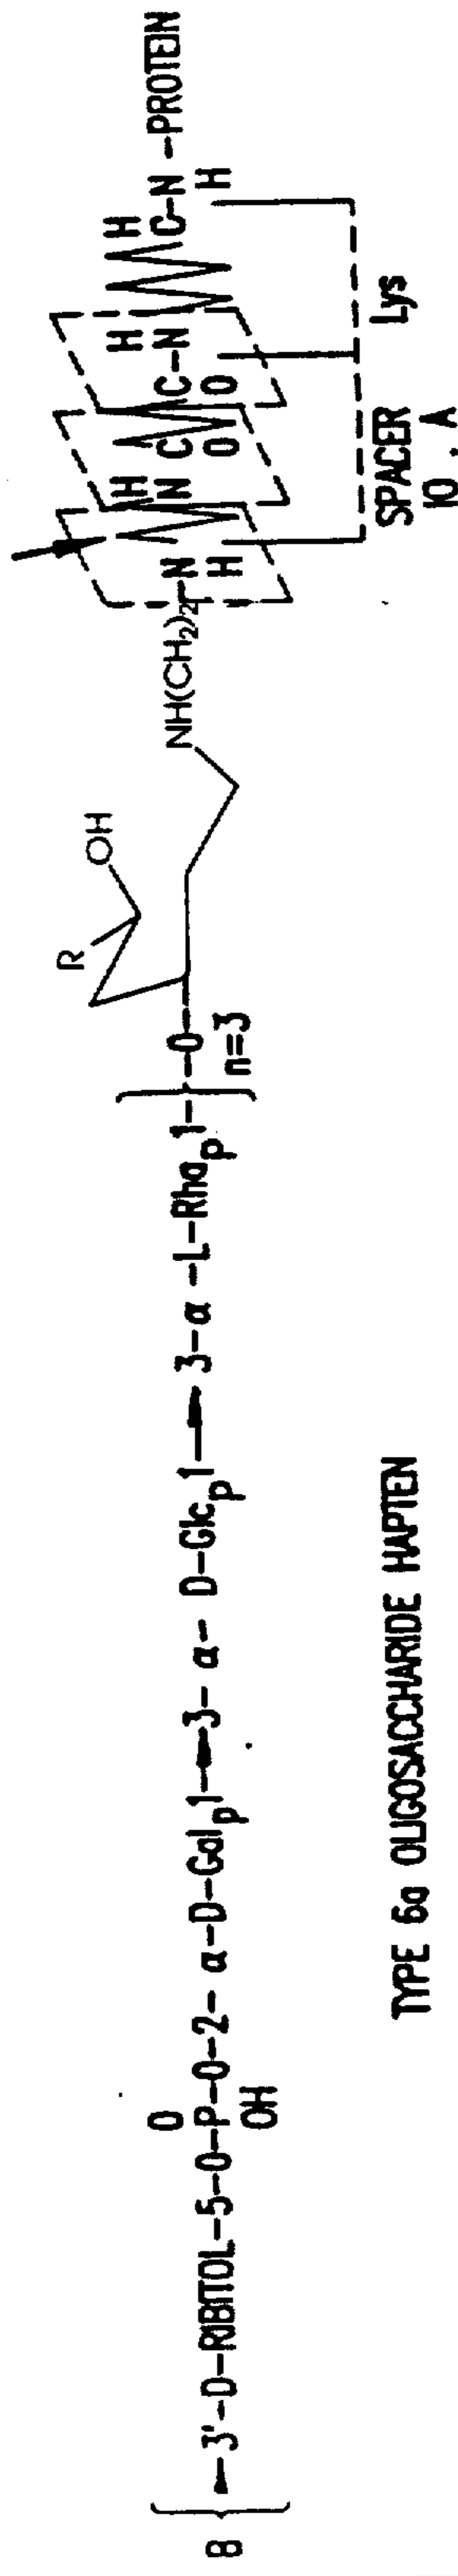 B { 3'-D-RIBITOL-5-O-P-O-2- α-D-Galp1 3- α- D-Glcp1 3-α -L-Rhap1 } O
O
OH
n=3
R
OH
NH(CH2)2 N H
N H
C O
C O
N H
C H
N H -PROTEIN
SPACER
10 . A
Lys
TYPE 6a OLIGOSACCHARIDE HAPTEN